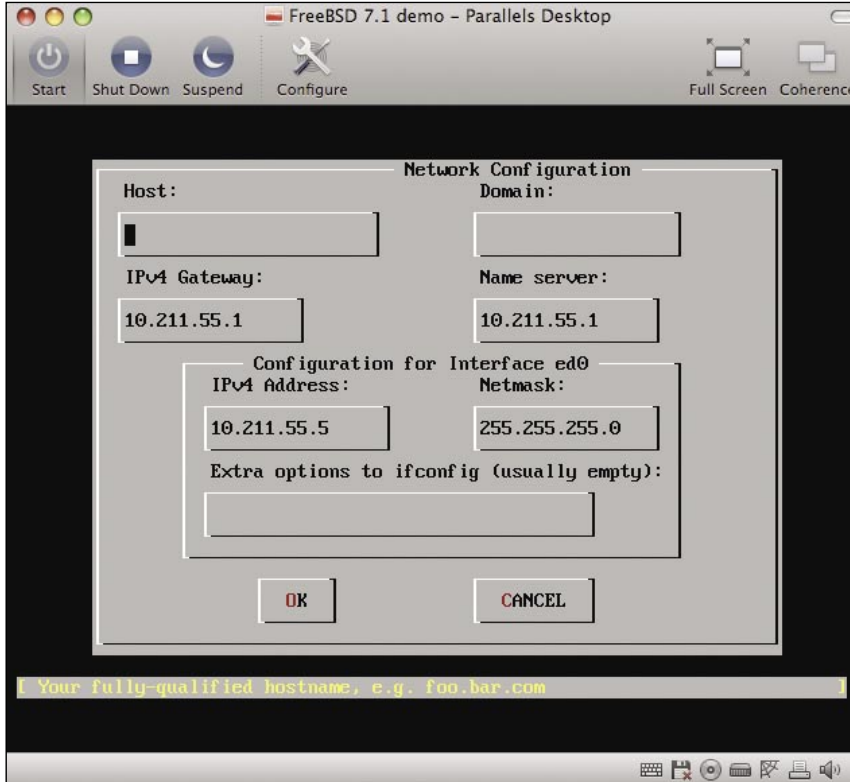 FreeBSD 7.1 demo – Parallels Desktop
Start Shut Down Suspend Configure Full Screen Coherence
Network Configuration
Host: Domain:
IPv4 Gateway: Name server:
10.211.55.1 10.211.55.1
Configuration for Interface ed0
IPv4 Address: Netmask:
10.211.55.5 255.255.255.0
Extra options to ifconfig (usually empty):
OK CANCEL
[ Your fully-qualified hostname, e.g. foo.bar.com ]